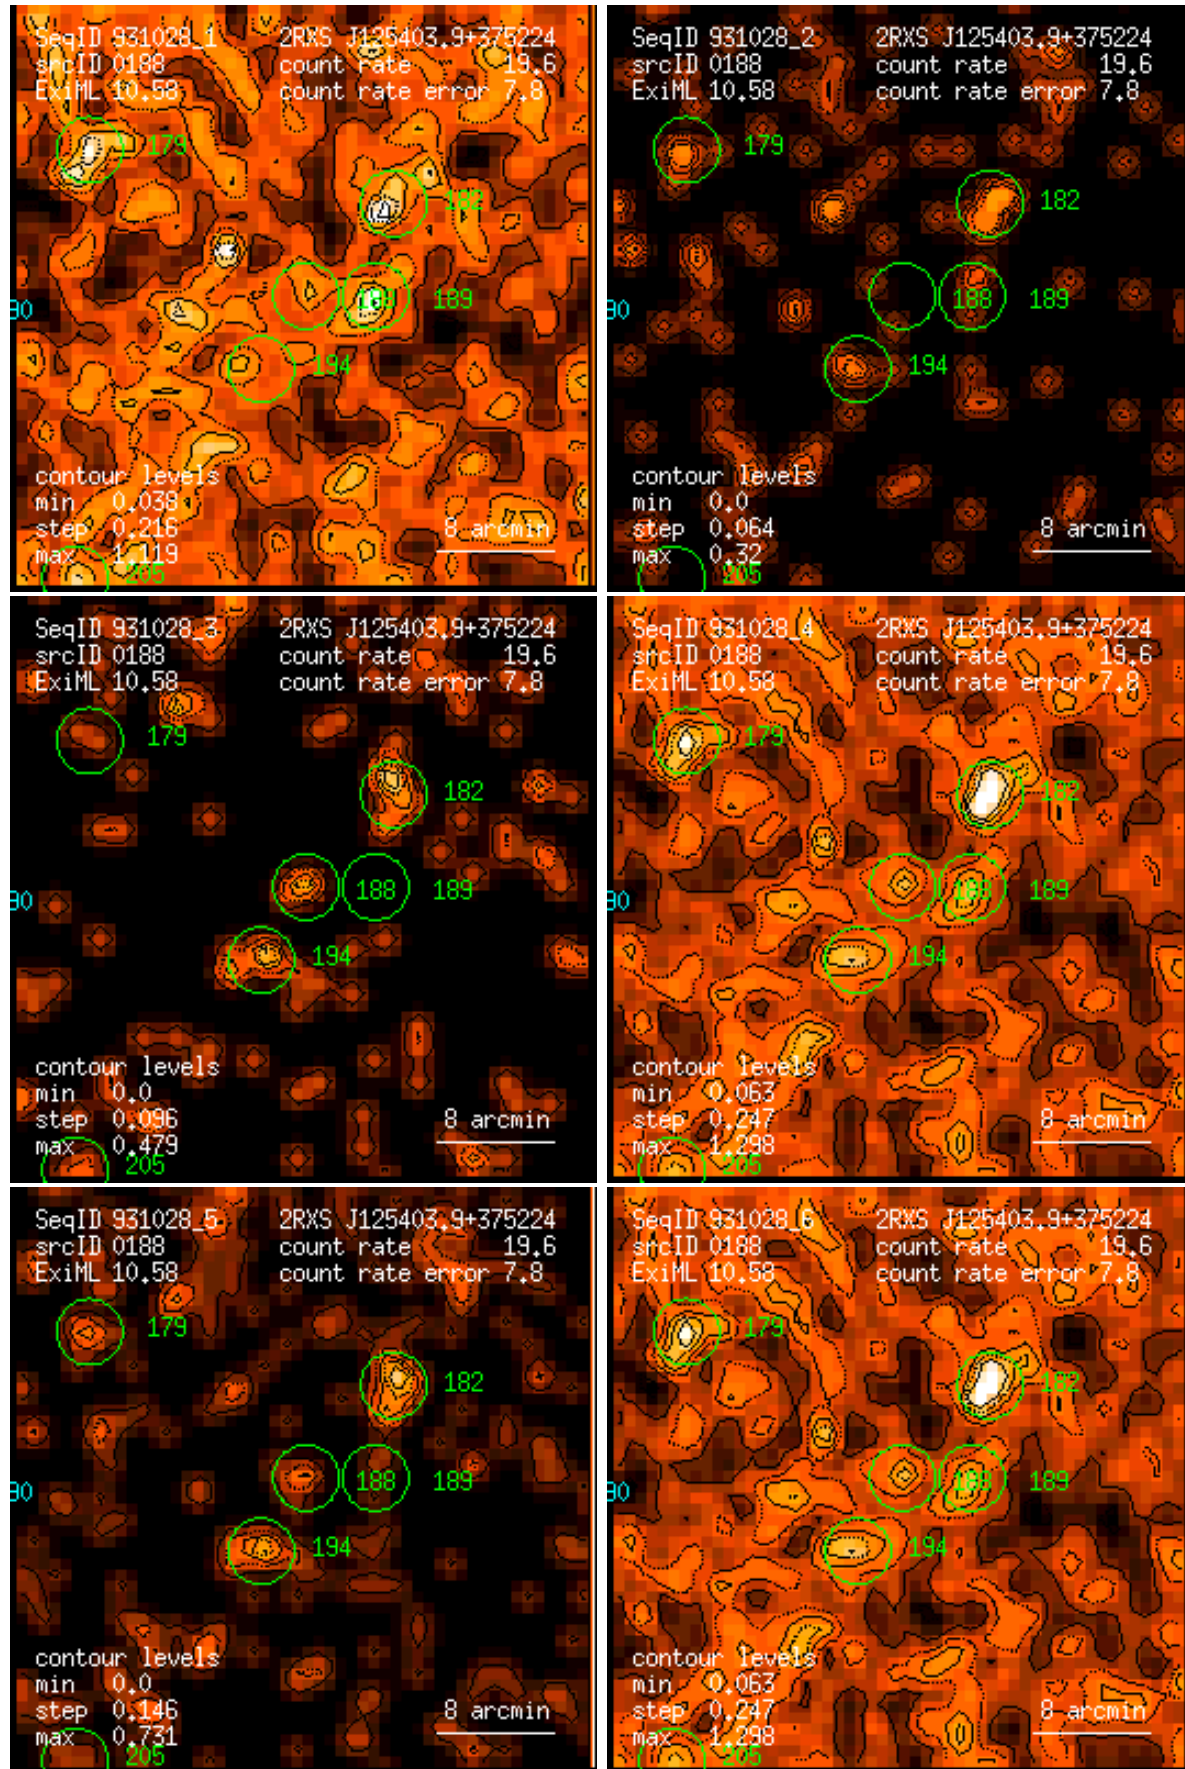 SeqID 931028_1 2RXS J125403.9+375224
srcID 0188 count rate 19.6
ExiML 10.58 count rate error 7.8
179
182
188 189
90
194
contour levels
min 0.038
step 0.216 8 arcmin
max 1.119
205
SeqID 931028_2 2RXS J125403.9+375224
srcID 0188 count rate 19.6
ExiML 10.58 count rate error 7.8
179
182
188 189
90
194
contour levels
min 0.0
step 0.064 8 arcmin
max 0.32
205
SeqID 931028_3 2RXS J125403.9+375224
srcID 0188 count rate 19.6
ExiML 10.58 count rate error 7.8
179
182
188 189
90
194
contour levels
min 0.0
step 0.096 8 arcmin
max 0.479
205
SeqID 931028_4 2RXS J125403.9+375224
srcID 0188 count rate 19.6
ExiML 10.58 count rate error 7.8
179
182
188 189
90
194
contour levels
min 0.063
step 0.247 8 arcmin
max 1.298
205
SeqID 931028_5 2RXS J125403.9+375224
srcID 0188 count rate 19.6
ExiML 10.58 count rate error 7.8
179
182
188 189
90
194
contour levels
min 0.0
step 0.146 8 arcmin
max 0.731
205
SeqID 931028_6 2RXS J125403.9+375224
srcID 0188 count rate 19.6
ExiML 10.58 count rate error 7.8
179
182
188 189
90
194
contour levels
min 0.063
step 0.247 8 arcmin
max 1.298
205